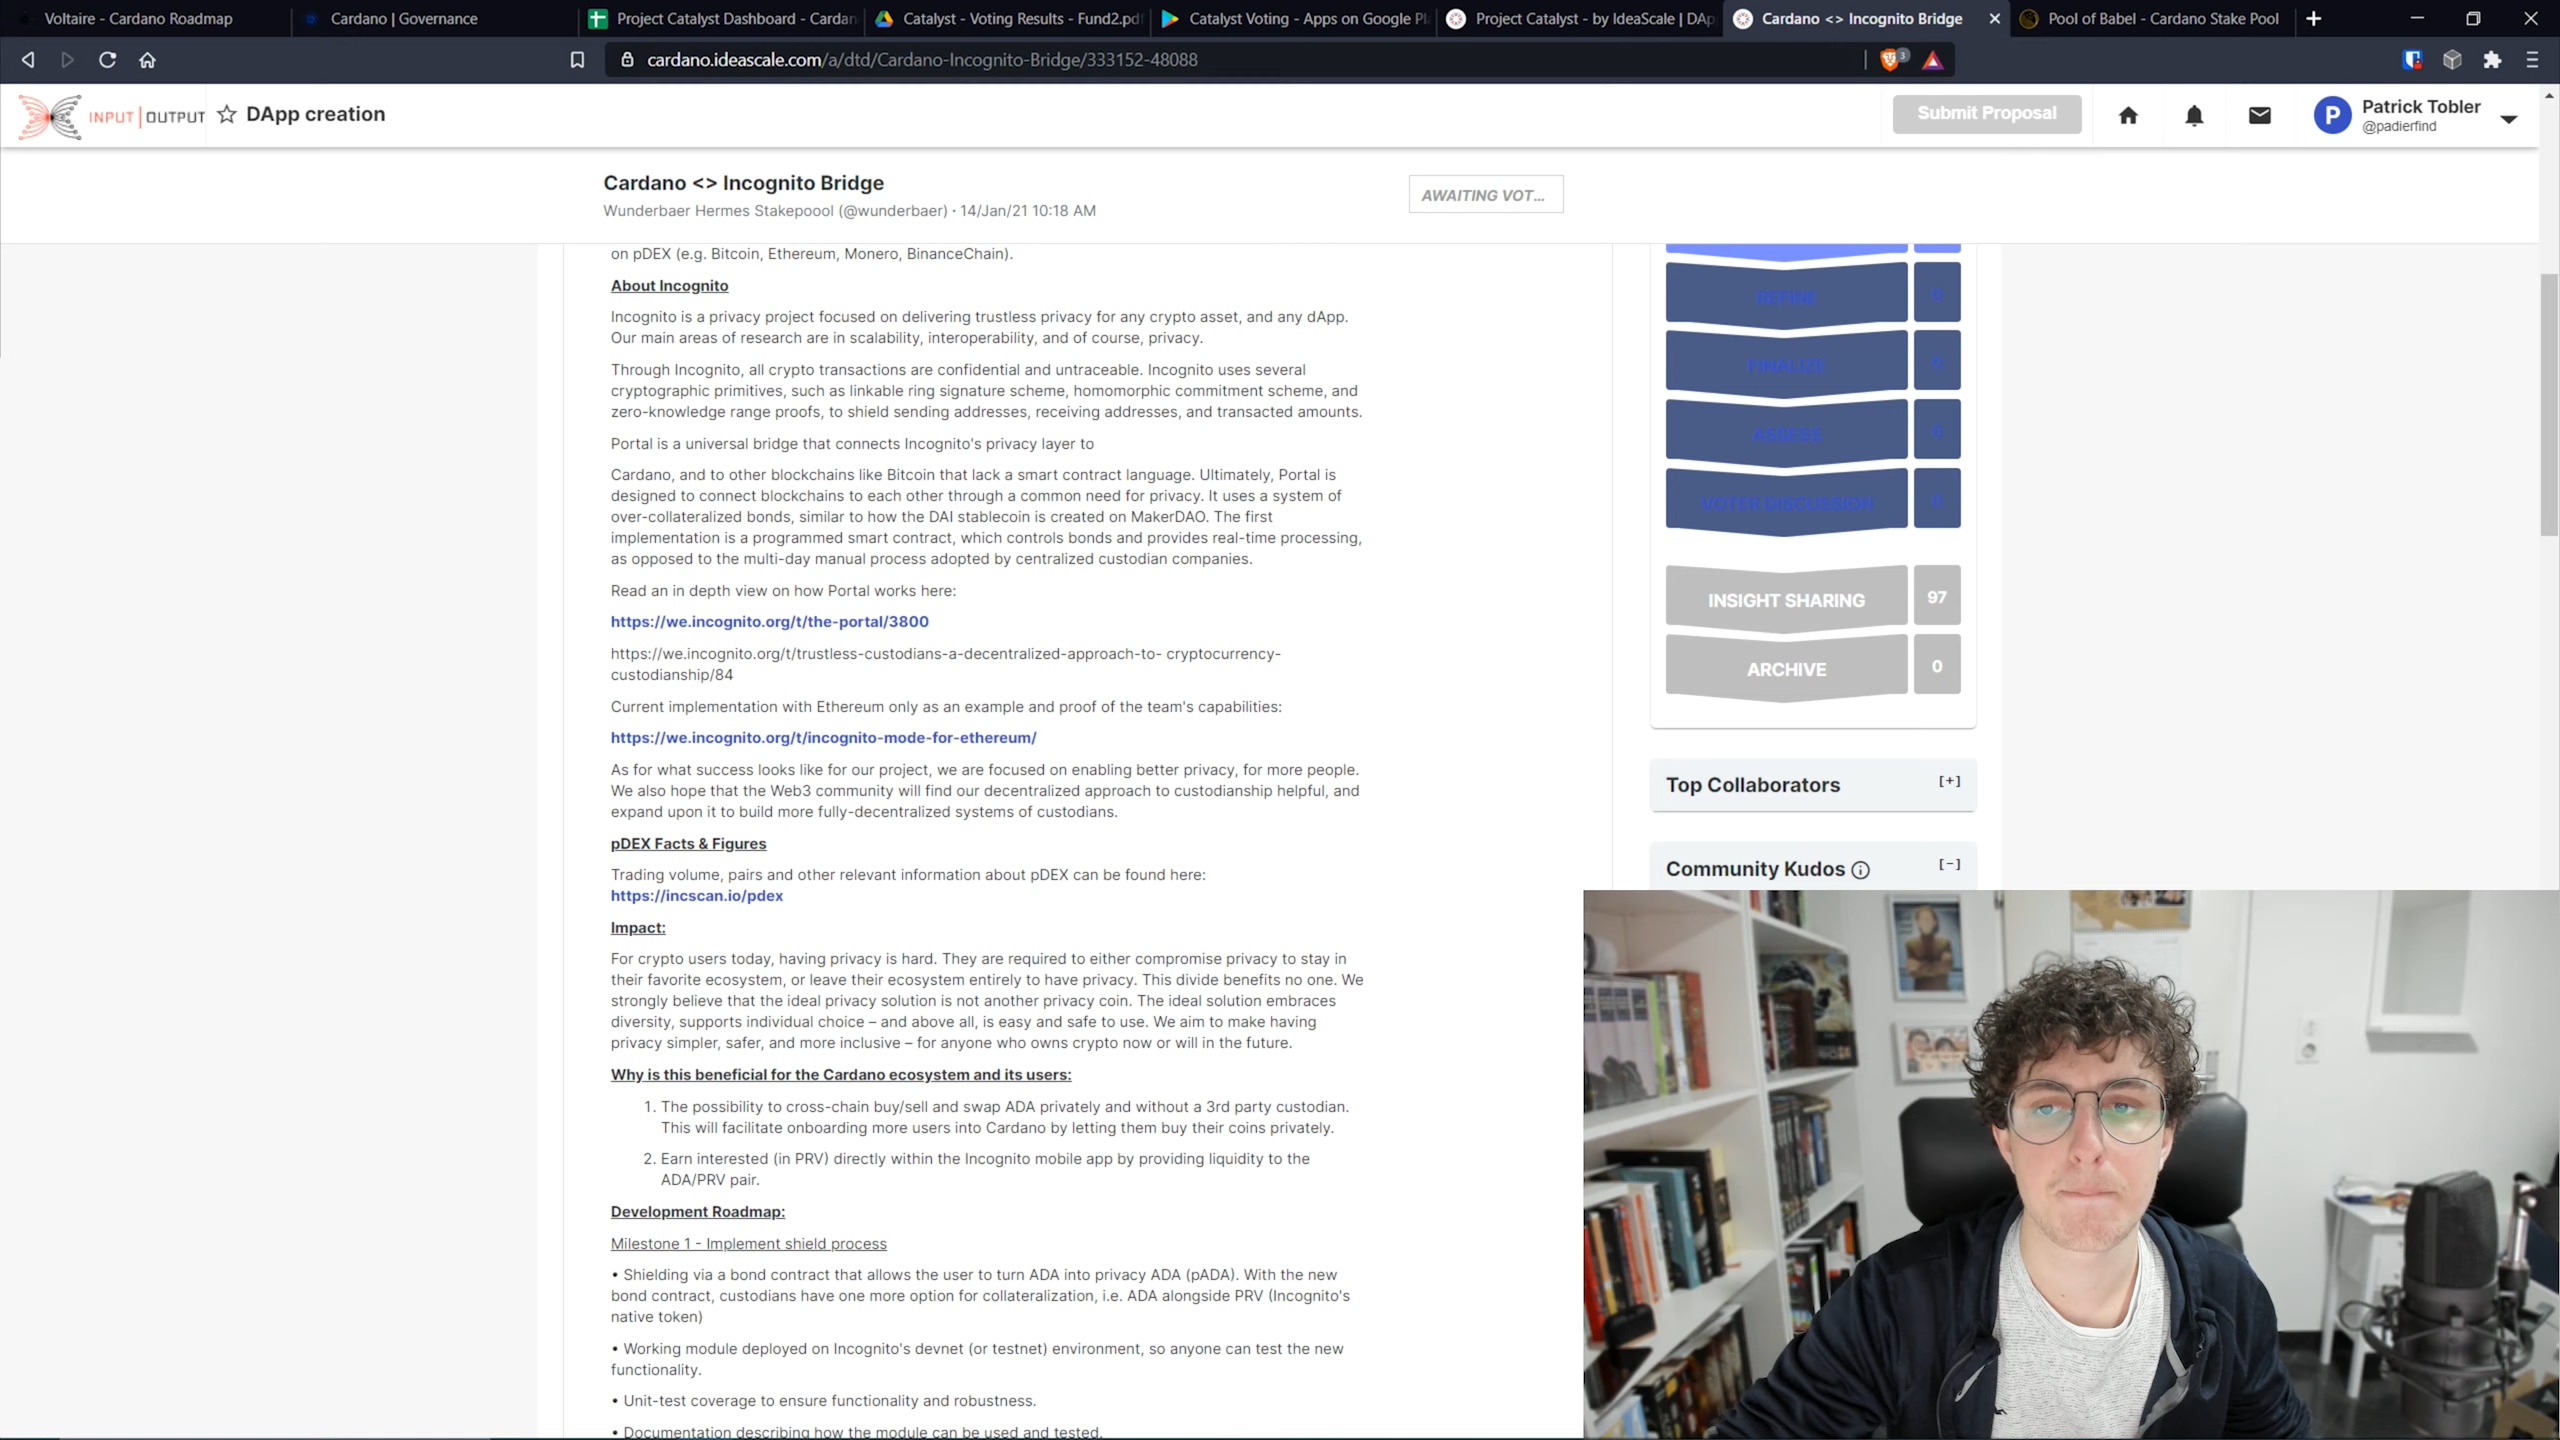 Voltaire - Cardano Roadmap
Cardano | Governance
Project Catalyst Dashboard - Cardan
Catalyst - Voting Results - Fund2.pdf
Catalyst Voting - Apps on Google Pl
Project Catalyst - by IdeaScale | DAp
Cardano <> Incognito Bridge
Pool of Babel - Cardano Stake Pool
cardano.ideascale.com/a/dtd/Cardano-Incognito-Bridge/333152-48088
3
INPUT | OUTPUT
DApp creation
Submit Proposal
P
Patrick Tobler
@padierfind
Cardano <> Incognito Bridge
Wunderbaer Hermes Stakepoool (@wunderbaer) · 14/Jan/21 10:18 AM
AWAITING VOT...
on pDEX (e.g. Bitcoin, Ethereum, Monero, BinanceChain).
About Incognito
Incognito is a privacy project focused on delivering trustless privacy for any crypto asset, and any dApp.
Our main areas of research are in scalability, interoperability, and of course, privacy.
Through Incognito, all crypto transactions are confidential and untraceable. Incognito uses several
cryptographic primitives, such as linkable ring signature scheme, homomorphic commitment scheme, and
zero-knowledge range proofs, to shield sending addresses, receiving addresses, and transacted amounts.
Portal is a universal bridge that connects Incognito's privacy layer to
Cardano, and to other blockchains like Bitcoin that lack a smart contract language. Ultimately, Portal is
designed to connect blockchains to each other through a common need for privacy. It uses a system of
over-collateralized bonds, similar to how the DAI stablecoin is created on MakerDAO. The first
implementation is a programmed smart contract, which controls bonds and provides real-time processing,
as opposed to the multi-day manual process adopted by centralized custodian companies.
Read an in depth view on how Portal works here:
https://we.incognito.org/t/the-portal/3800
https://we.incognito.org/t/trustless-custodians-a-decentralized-approach-to- cryptocurrency-
custodianship/84
Current implementation with Ethereum only as an example and proof of the team's capabilities:
https://we.incognito.org/t/incognito-mode-for-ethereum/
As for what success looks like for our project, we are focused on enabling better privacy, for more people.
We also hope that the Web3 community will find our decentralized approach to custodianship helpful, and
expand upon it to build more fully-decentralized systems of custodians.
pDEX Facts & Figures
Trading volume, pairs and other relevant information about pDEX can be found here:
https://incscan.io/pdex
Impact:
For crypto users today, having privacy is hard. They are required to either compromise privacy to stay in
their favorite ecosystem, or leave their ecosystem entirely to have privacy. This divide benefits no one. We
strongly believe that the ideal privacy solution is not another privacy coin. The ideal solution embraces
diversity, supports individual choice – and above all, is easy and safe to use. We aim to make having
privacy simpler, safer, and more inclusive – for anyone who owns crypto now or will in the future.
Why is this beneficial for the Cardano ecosystem and its users:
1. The possibility to cross-chain buy/sell and swap ADA privately and without a 3rd party custodian.
This will facilitate onboarding more users into Cardano by letting them buy their coins privately.
2. Earn interested (in PRV) directly within the Incognito mobile app by providing liquidity to the
ADA/PRV pair.
Development Roadmap:
Milestone 1 - Implement shield process
• Shielding via a bond contract that allows the user to turn ADA into privacy ADA (pADA). With the new
bond contract, custodians have one more option for collateralization, i.e. ADA alongside PRV (Incognito's
native token)
• Working module deployed on Incognito's devnet (or testnet) environment, so anyone can test the new
functionality.
• Unit-test coverage to ensure functionality and robustness.
• Documentation describing how the module can be used and tested.
REFINE 0
FINALIZE 0
ASSESS 0
VOTER DISCUSSION 0
INSIGHT SHARING 97
ARCHIVE 0
Top Collaborators [+]
Community Kudos [-]